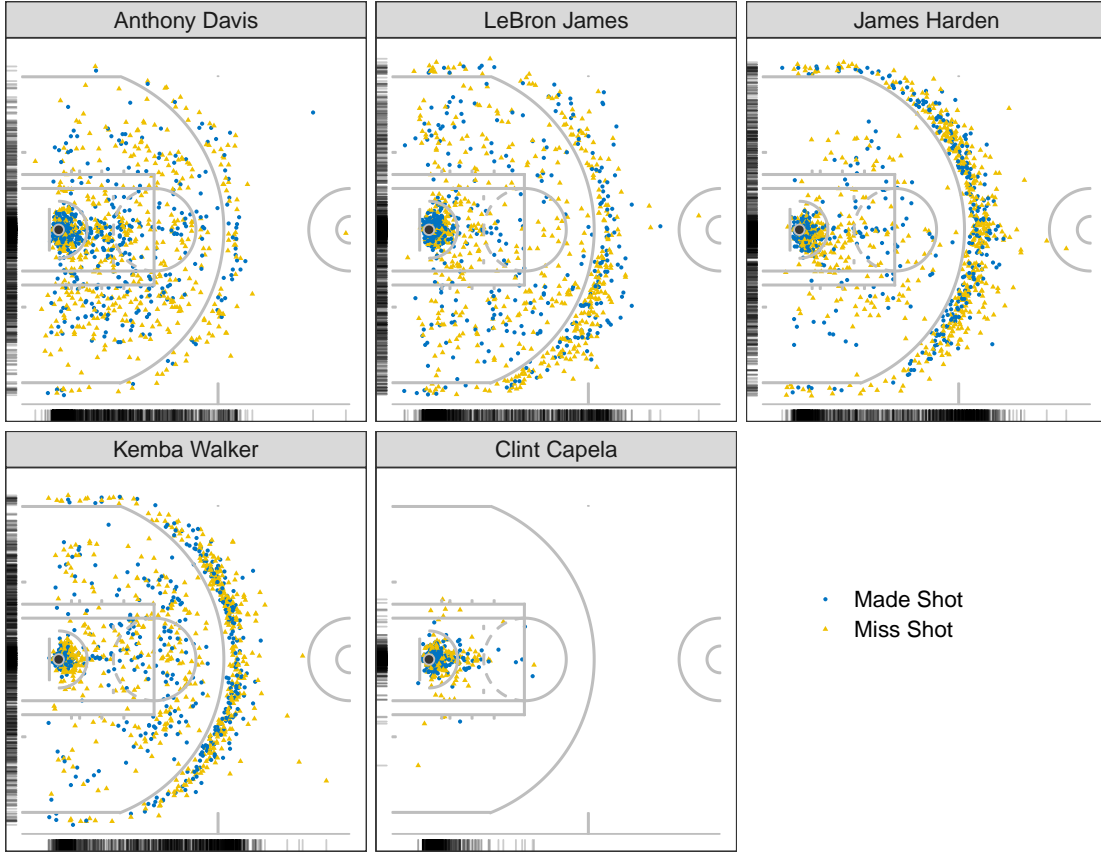 Anthony Davis
LeBron James
James Harden
Kemba Walker
Clint Capela
Made Shot
Miss Shot